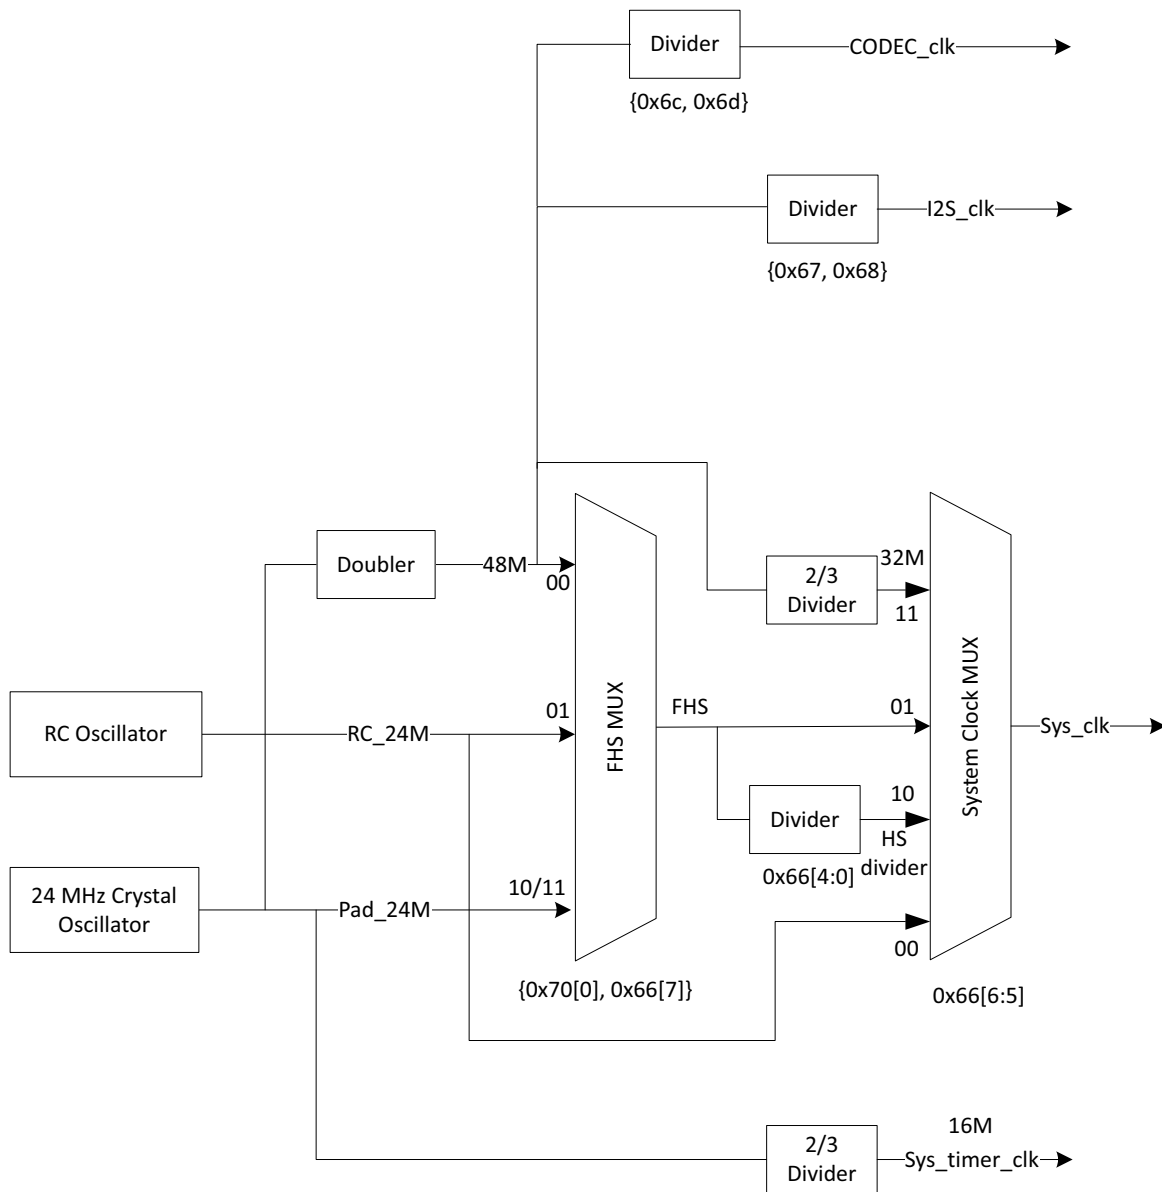 Divider
CODEC_clk
{0x6c, 0x6d}
Divider
I2S_clk
{0x67, 0x68}
Doubler
48M
00
2/3
Divider
32M
11
RC Oscillator
RC_24M
01
FHS MUX
FHS
01
System Clock MUX
Sys_clk
Divider
10
HS
divider
0x66[4:0]
24 MHz Crystal
Oscillator
Pad_24M
10/11
00
{0x70[0], 0x66[7]}
0x66[6:5]
2/3
Divider
16M
Sys_timer_clk